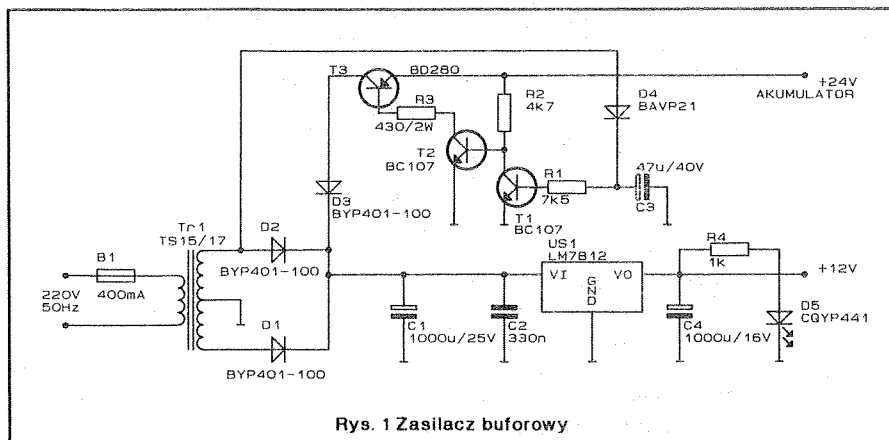 T3
BD280
R2
4k7
D4
BAVP21
+24V
AKUMULATOR
R3
430/2W
T2
BC107
R1
7k5
47u/40V
C3
D3
BYP401-100
T1
BC107
Tr1
TS15/17
D2
BYP401-100
US1
LM7812
VI
GND
VO
R4
1k
+12V
B1
400mA
220V
50Hz
D1
BYP401-100
C1
1000u/25V
C2
330n
C4
1000u/16V
D5
CQYP441
Rys. 1 Zasilacz buforowy